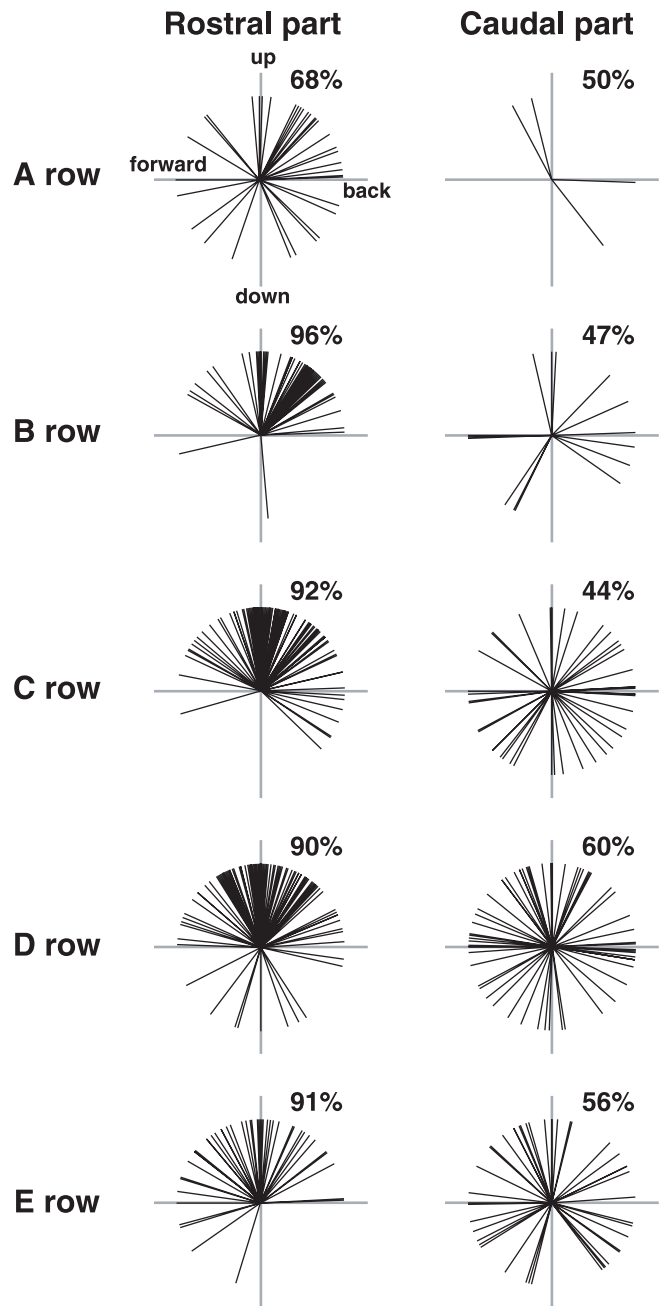 Rostral part Caudal part
up
68% 50%
forward
A row
back
down
96% 47%
B row
92% 44%
C row
90% 60%
D row
91% 56%
E row